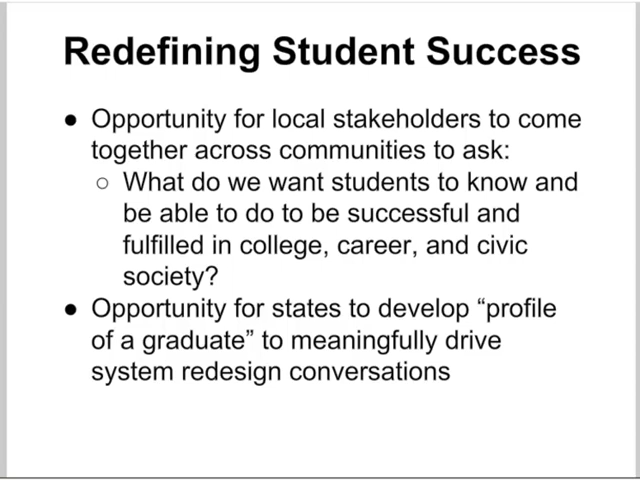 Redefining Student Success
● Opportunity for local stakeholders to come
together across communities to ask:
○ What do we want students to know and
be able to do to be successful and
fulfilled in college, career, and civic
society?
● Opportunity for states to develop “profile
of a graduate” to meaningfully drive
system redesign conversations